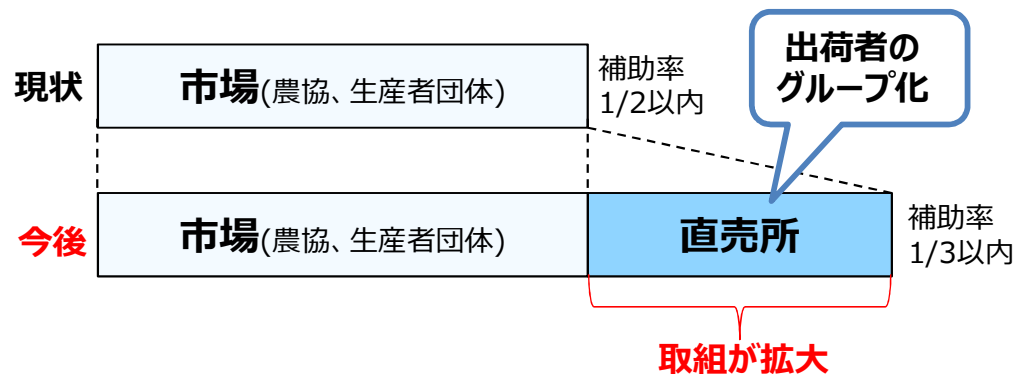 出荷者の
グループ化
現状
市場(農協、生産者団体)
補助率
1/2以内
今後
市場(農協、生産者団体)
直売所
補助率
1/3以内
取組が拡大